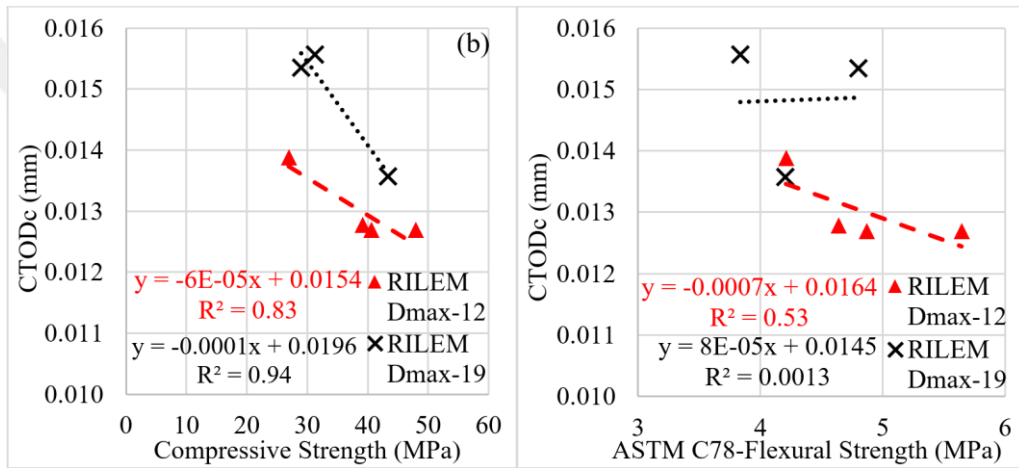 0.016
0.015
0.014
0.013
0.012
0.011
0.010
CTODc (mm)
(b)
y = -6E-05x + 0.0154
R² = 0.83
RILEM
Dmax-12
y = -0.0001x + 0.0196
R² = 0.94
RILEM
Dmax-19
0 10 20 30 40 50 60
Compressive Strength (MPa)
0.016
0.015
0.014
0.013
0.012
0.011
0.010
CTODc (mm)
y = -0.0007x + 0.0164
R² = 0.53
RILEM
Dmax-12
y = 8E-05x + 0.0145
R² = 0.0013
RILEM
Dmax-19
3 4 5 6
ASTM C78-Flexural Strength (MPa)